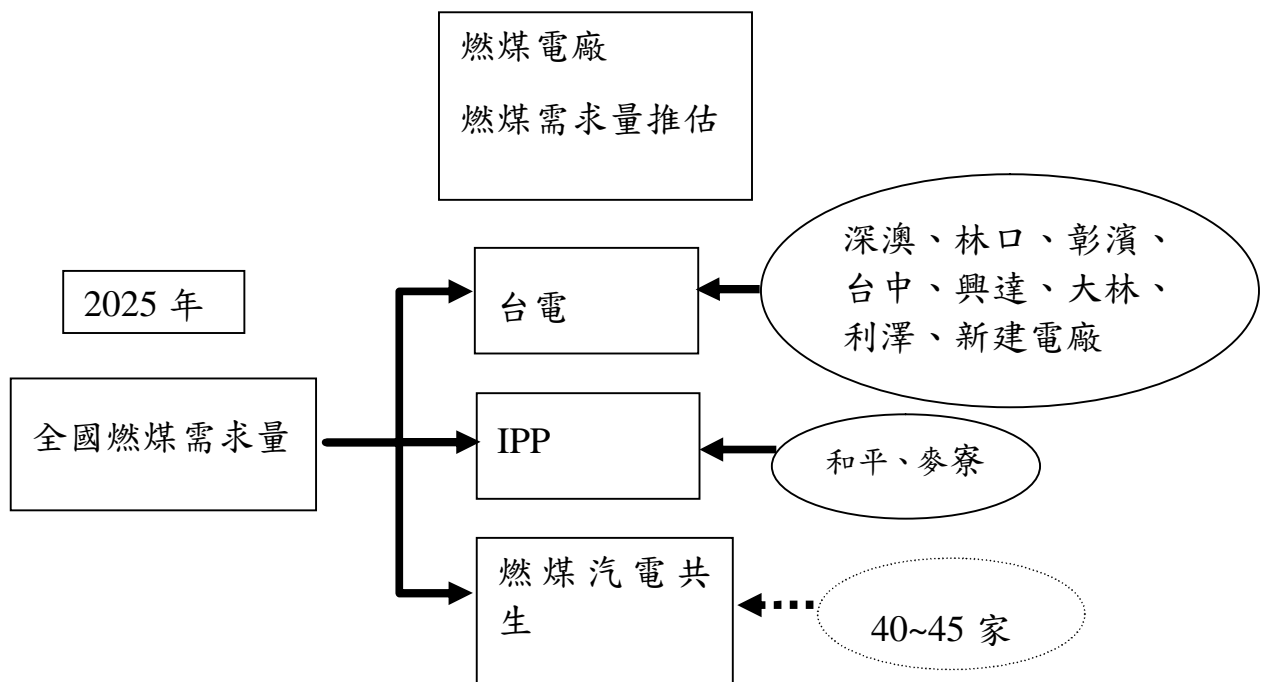 燃煤電廠
燃煤需求量推估
2025 年
全國燃煤需求量
台電
深澳、林口、彰濱、
台中、興達、大林、
利澤、新建電廠
IPP
和平、麥寮
燃煤汽電共
生
40~45 家